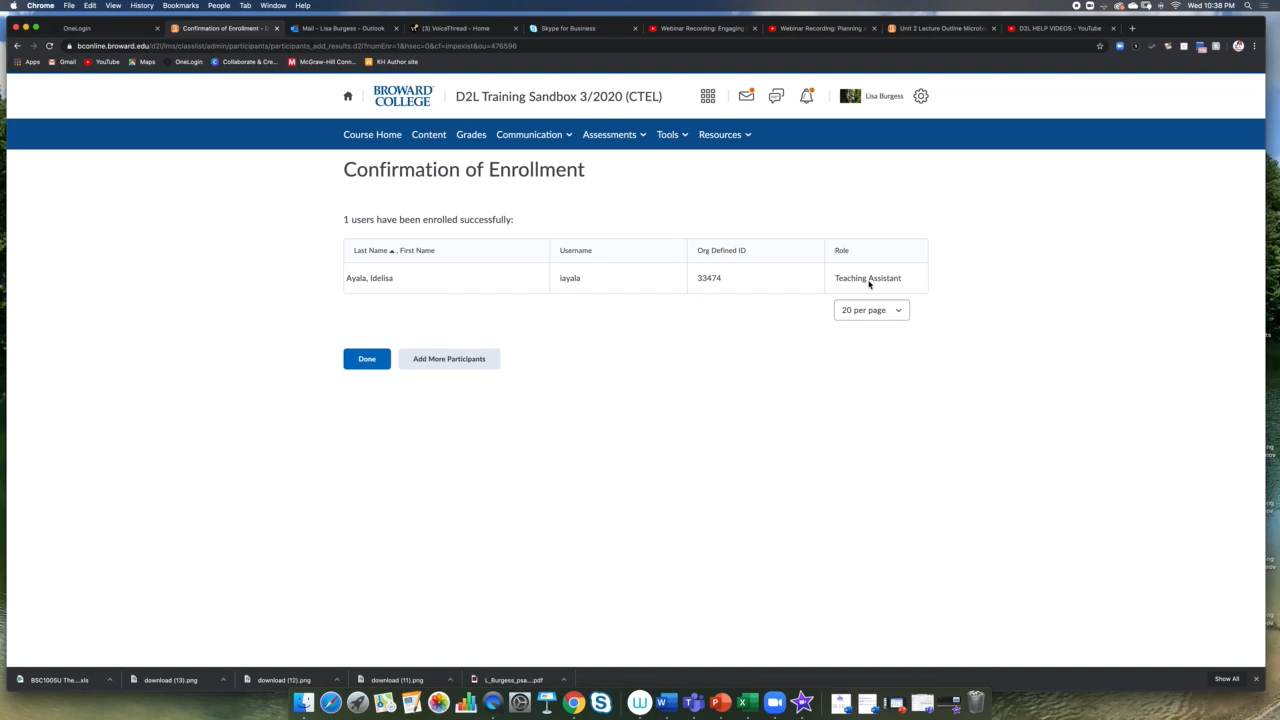 Chrome File Edit View History Bookmarks People Tab Window Help Wed 10:38 PM
OneLogin Confirmation of Enrollment - Mail - Lisa Burgess - Outlook (3) VoiceThread - Home Skype for Business Webinar Recording: Engaging Webinar Recording: Planning Unit 2 Lecture Outline D2L HELP VIDEOS - YouTube
bconline.broward.edu/d2l/lms/classlist/admin/participants/participants_add_results.d2l?numEnr=1&hsec=0&cf=impexist&ou=476596
Apps Gmail YouTube Maps OneLogin Collaborate & Cre... McGraw-Hill Conn... KH Author site
BROWARD COLLEGE D2L Training Sandbox 3/2020 (CTEL) Lisa Burgess
Course Home Content Grades Communication Assessments Tools Resources
Confirmation of Enrollment
1 users have been enrolled successfully:
Last Name , First Name Username Org Defined ID Role
Ayala, Idelisa iayala 33474 Teaching Assistant
20 per page
Done Add More Participants
BSC1005U The....xls download (13).png download (12).png download (11).png L_Burgess_psa....pdf Show All